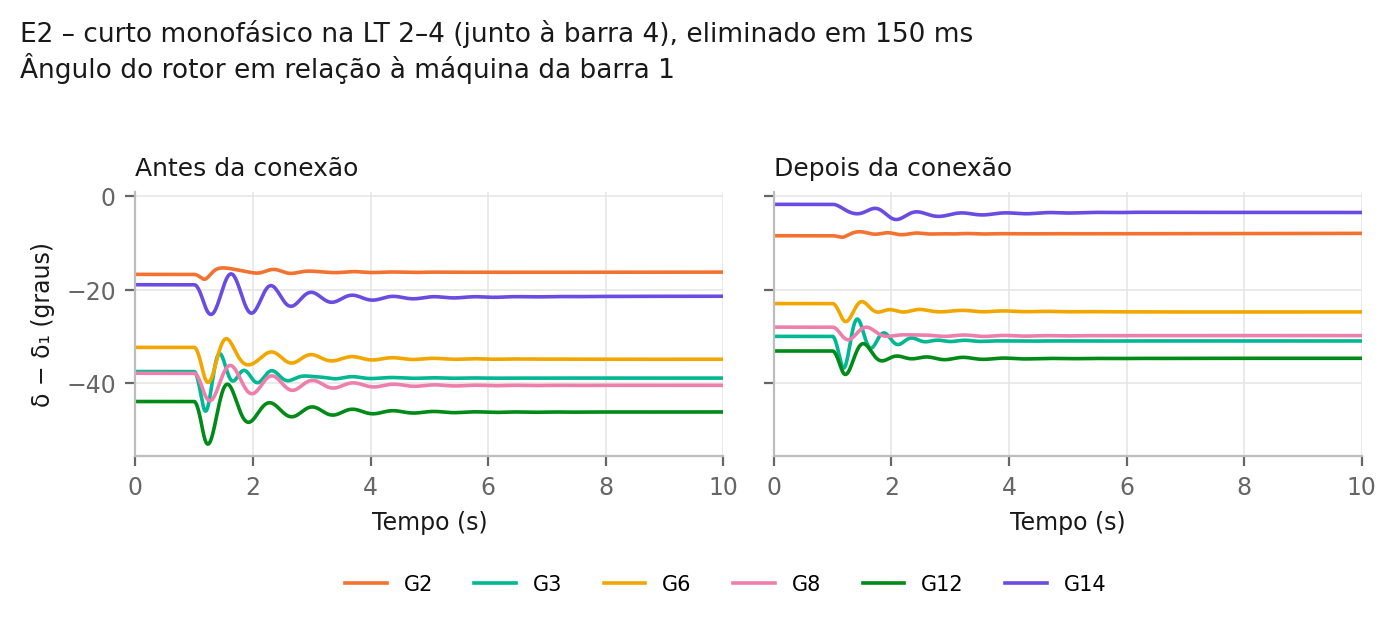 E2 – curto monofásico na LT 2–4 (junto à barra 4), eliminado em 150 ms
Ângulo do rotor em relação à máquina da barra 1
Antes da conexão
Depois da conexão
δ − δ₁ (graus)
0
−20
−40
0 2 4 6 8 10
0 2 4 6 8 10
Tempo (s)
Tempo (s)
G2 G3 G6 G8 G12 G14